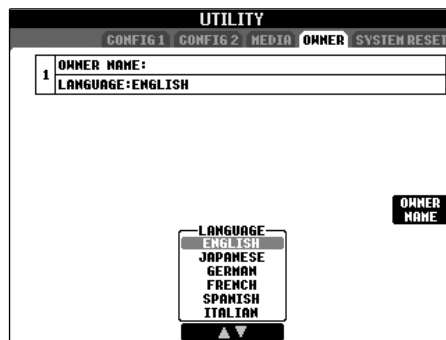 UTILITY
CONFIG 1 CONFIG 2 MEDIA OWNER SYSTEM RESET
1
OWNER NAME:
LANGUAGE:ENGLISH
OWNER
NAME
LANGUAGE
ENGLISH
JAPANESE
GERMAN
FRENCH
SPANISH
ITALIAN